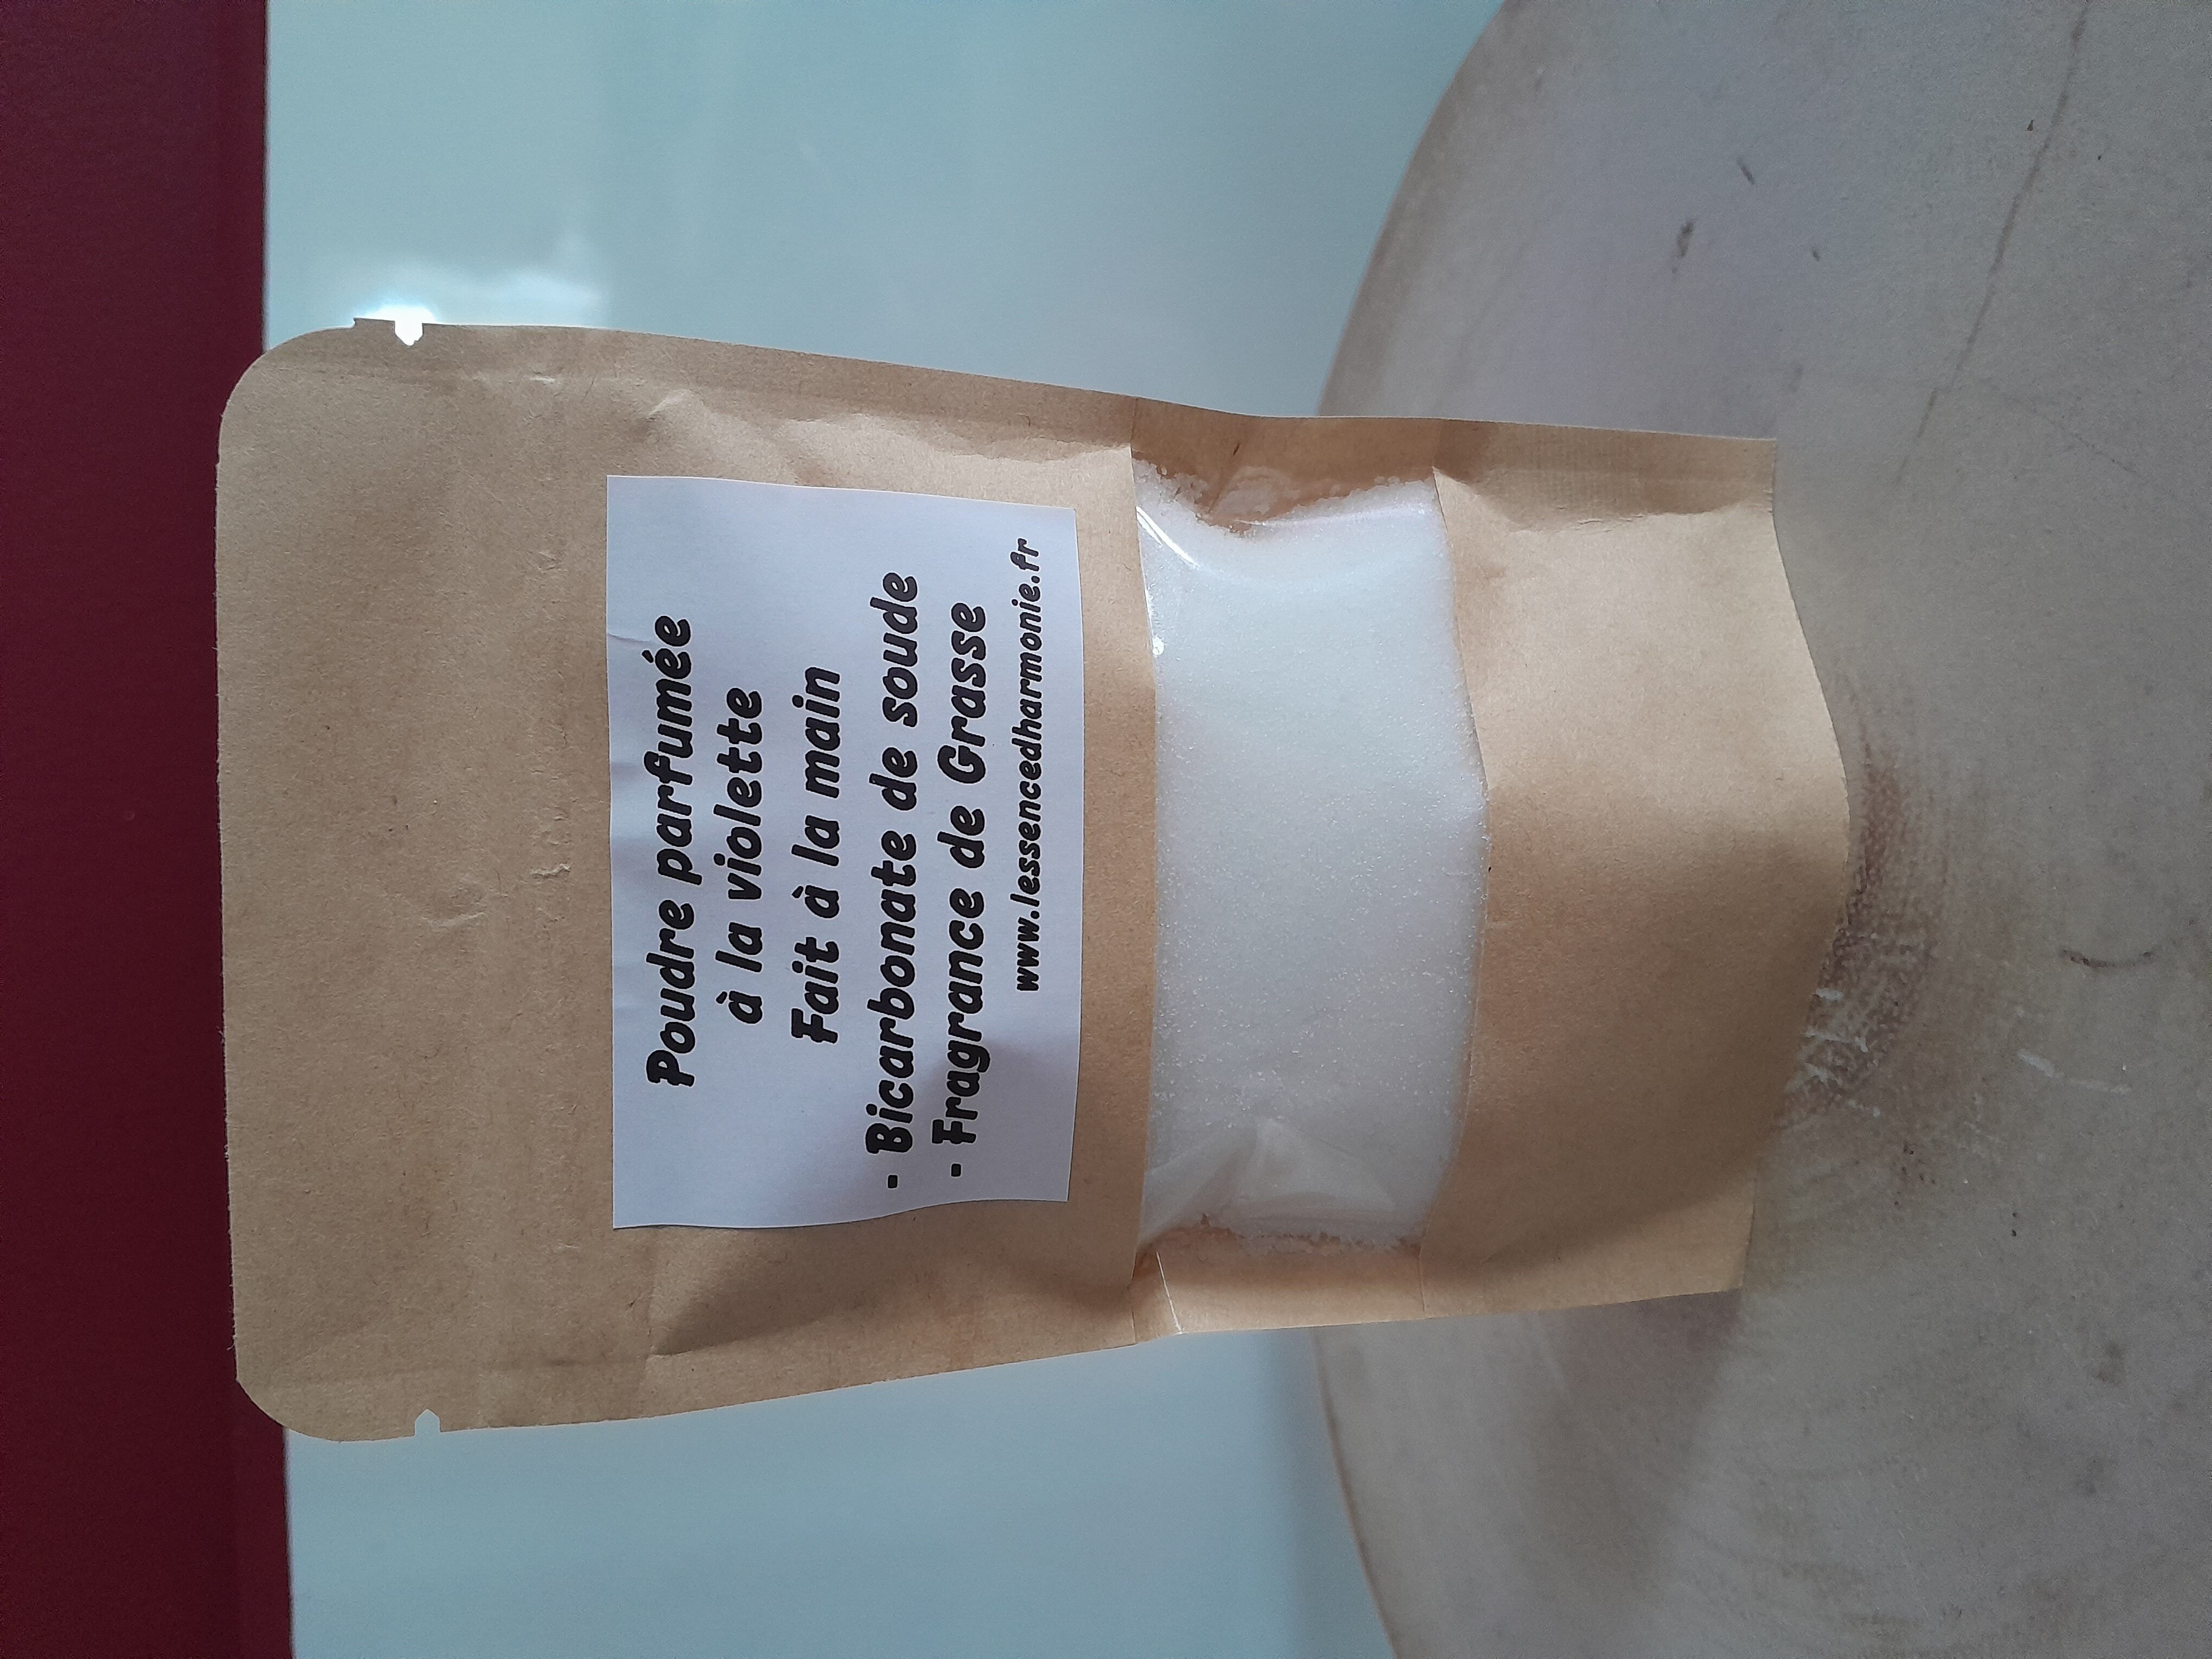 Poudre parfumée
à la violette
Fait à la main
- Bicarbonate de soude
- Fragrance de Grasse
www.lessencedharmonie.fr